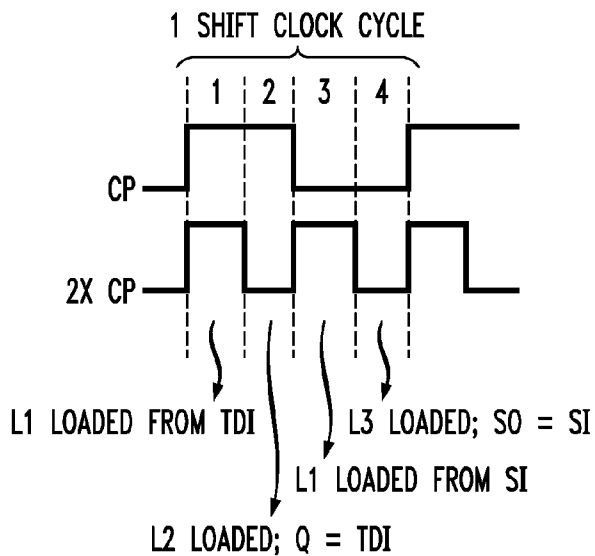 1 SHIFT CLOCK CYCLE
1 2 3 4
CP
2X CP
L1 LOADED FROM TDI
L3 LOADED; SO = SI
L1 LOADED FROM SI
L2 LOADED; Q = TDI